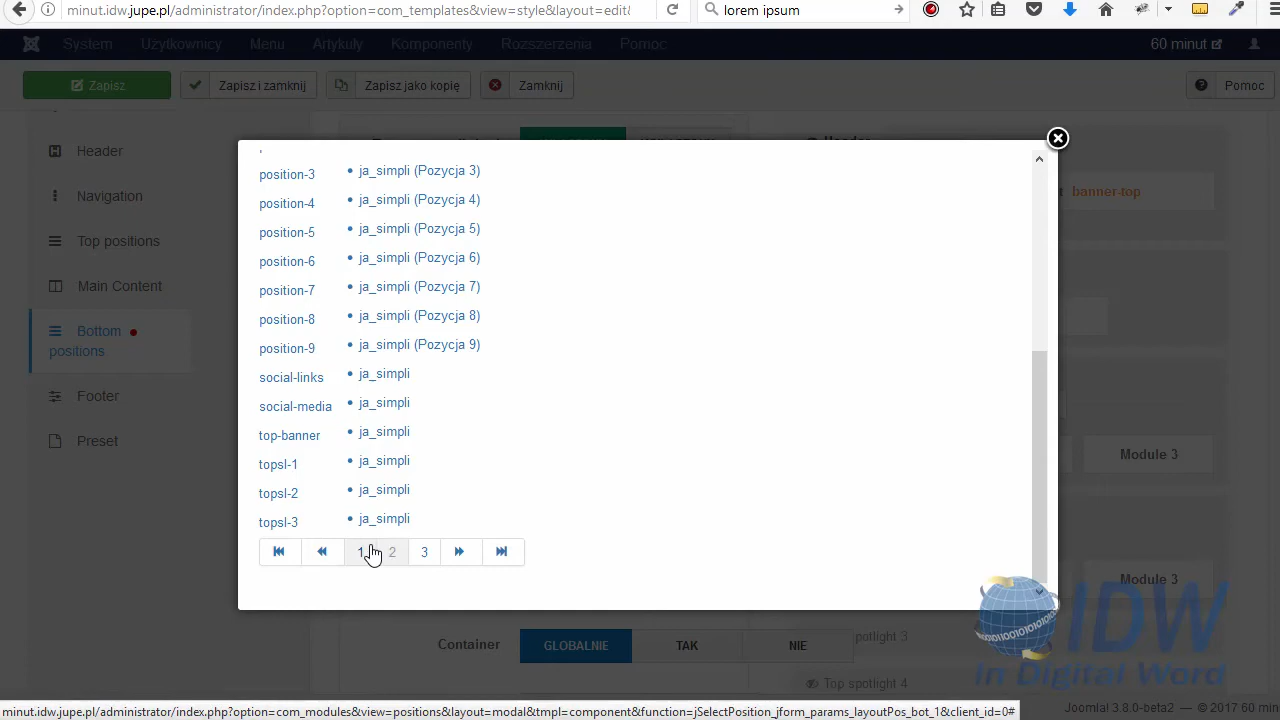 minut.idw.jupe.pl/administrator/index.php?option=com_templates&view=style&layout=edit&
lorem ipsum
System Użytkownicy Menu Artykuły Komponenty Rozszerzenia Pomoc
60 minut
Zapisz
Zapisz i zamknij
Zapisz jako kopię
Zamknij
Pomoc
Header
Navigation
Top positions
Main Content
Bottom
positions
Footer
Preset
Header
banner-top
position-3 • ja_simpli (Pozycja 3)
position-4 • ja_simpli (Pozycja 4)
position-5 • ja_simpli (Pozycja 5)
position-6 • ja_simpli (Pozycja 6)
position-7 • ja_simpli (Pozycja 7)
position-8 • ja_simpli (Pozycja 8)
position-9 • ja_simpli (Pozycja 9)
social-links • ja_simpli
social-media • ja_simpli
top-banner • ja_simpli
topsl-1 • ja_simpli
topsl-2 • ja_simpli
topsl-3 • ja_simpli
1 2 3
Module 3
Module 3
Container
GLOBALNIE TAK NIE
potlight 3
Top spotlight 4
IDW
in Digital Word
minut.idw.jupe.pl/administrator/index.php?option=com_modules&view=positions&layout=modal&tmpl=component&function=jSelectPosition_jform_params_layoutPos_bot_1&client_id=0#
Joomla! 3.8.0-beta2 — © 2017 60 min